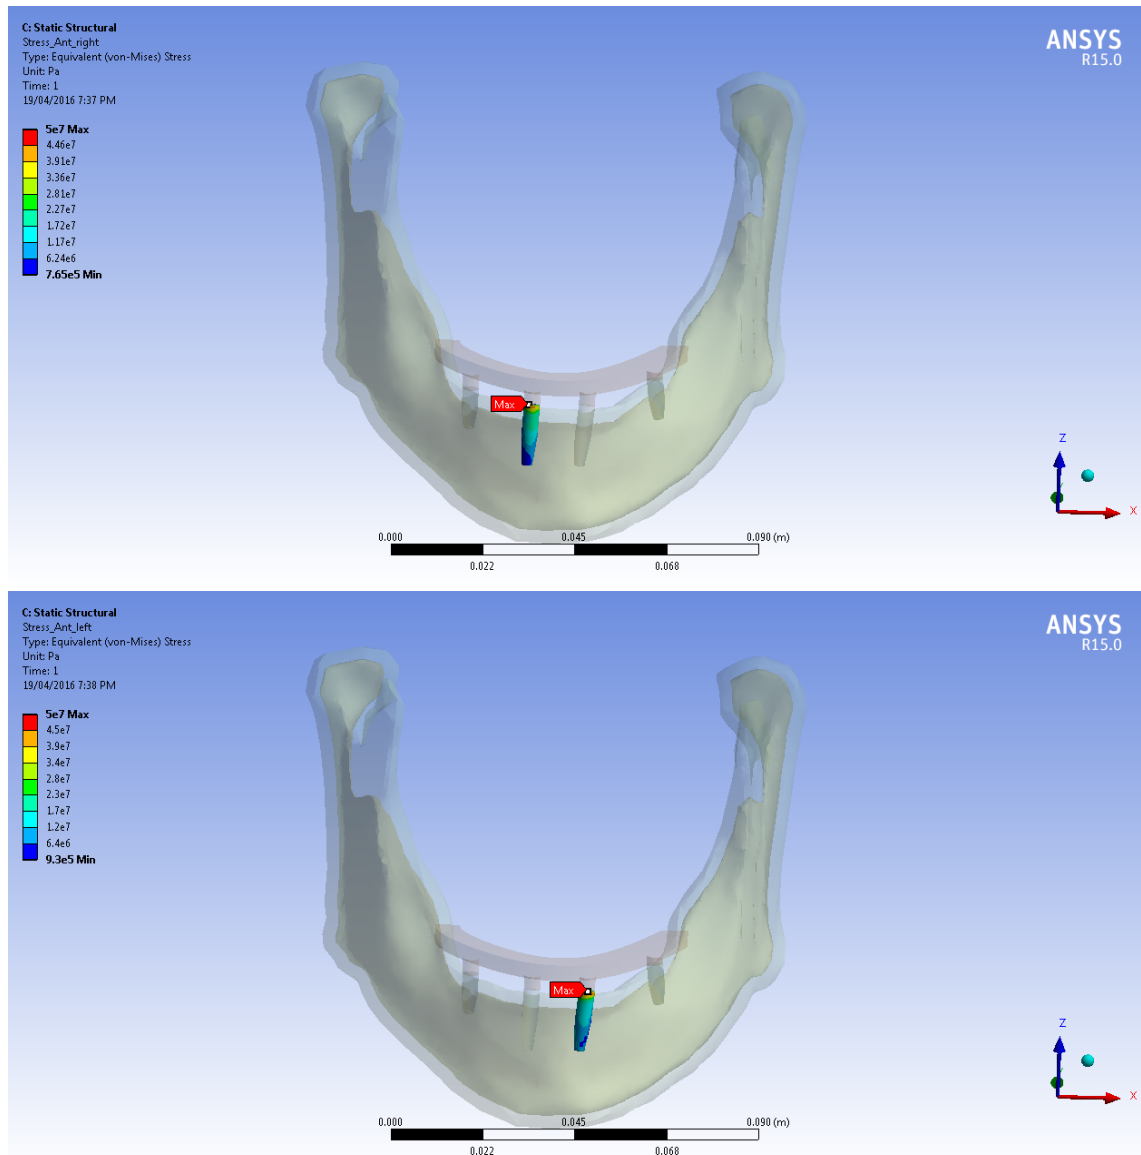 C: Static Structural
Stress_Ant_right
Type: Equivalent (von-Mises) Stress
Unit: Pa
Time: 1
19/04/2016 7:37 PM
ANSYS
R15.0
5e7 Max
4.46e7
3.91e7
3.36e7
2.81e7
2.27e7
1.72e7
1.17e7
6.24e6
7.65e5 Min
Max
Z
X
0.000 0.045 0.090 (m)
0.022 0.068
C: Static Structural
Stress_Ant_left
Type: Equivalent (von-Mises) Stress
Unit: Pa
Time: 1
19/04/2016 7:38 PM
ANSYS
R15.0
5e7 Max
4.5e7
3.9e7
3.4e7
2.8e7
2.3e7
1.7e7
1.2e7
6.4e6
9.3e5 Min
Max
Z
X
0.000 0.045 0.090 (m)
0.022 0.068